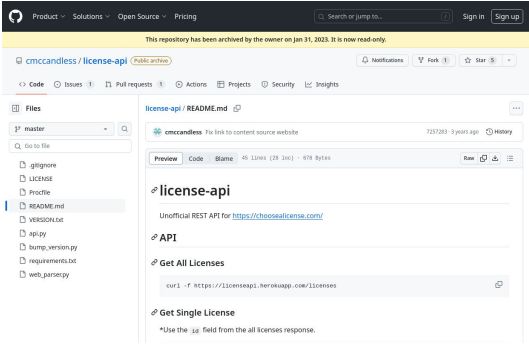 Product Solutions Open Source Pricing
Search or jump to... /
Sign in Sign up
This repository has been archived by the owner on Jan 31, 2023. It is now read-only.
cmccandless / license-api Public archive
Notifications Fork 1 Star 5
Code Issues 1 Pull requests 1 Actions Projects Security Insights
Files
master
Go to file
.gitignore
LICENSE
Procfile
README.md
VERSION.txt
api.py
bump_version.py
requirements.txt
web_parser.py
license-api / README.md
cmccandless Fix link to content source website
7257203 · 3 years ago History
Preview Code Blame 45 lines (28 loc) · 678 Bytes Raw
license-api
Unofficial REST API for https://choosealicense.com/
API
Get All Licenses
curl -f https://licenseapi.herokuapp.com/licenses
Get Single License
*Use the id field from the all licenses response.